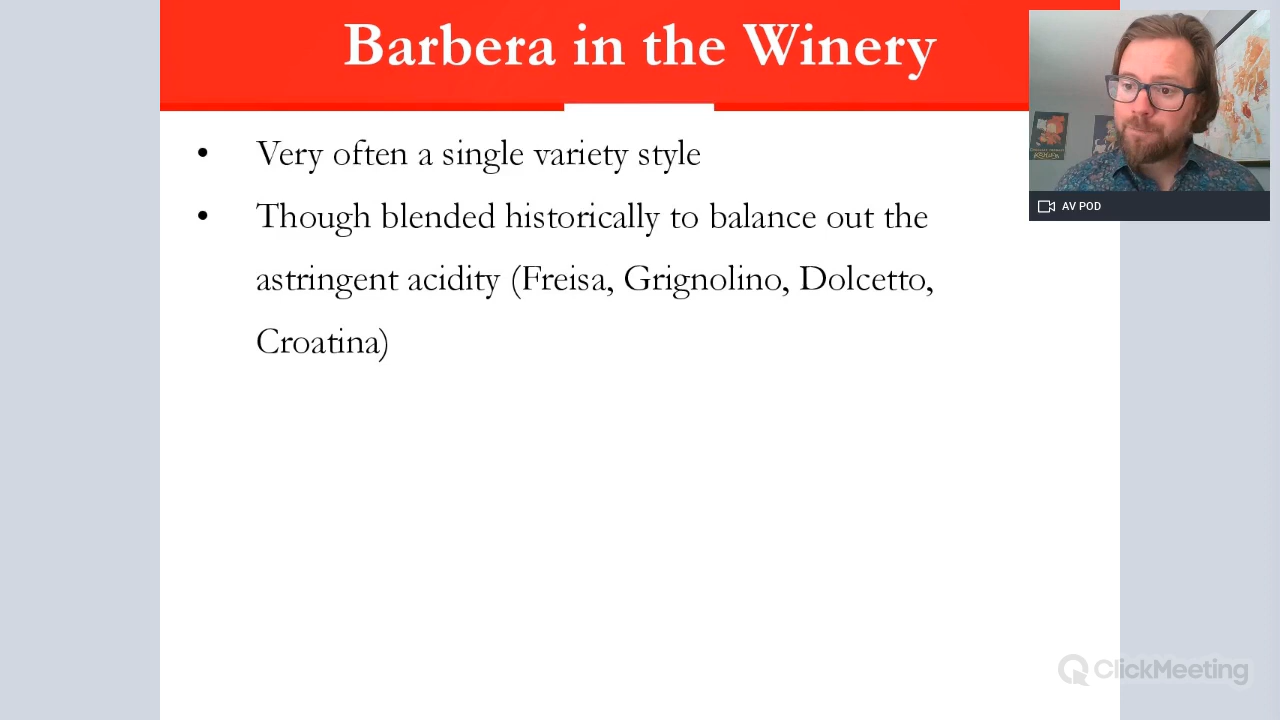 Barbera in the Winery
• Very often a single variety style
• Though blended historically to balance out the
astringent acidity (Freisa, Grignolino, Dolcetto,
Croatina)
AV POD
ClickMeeting